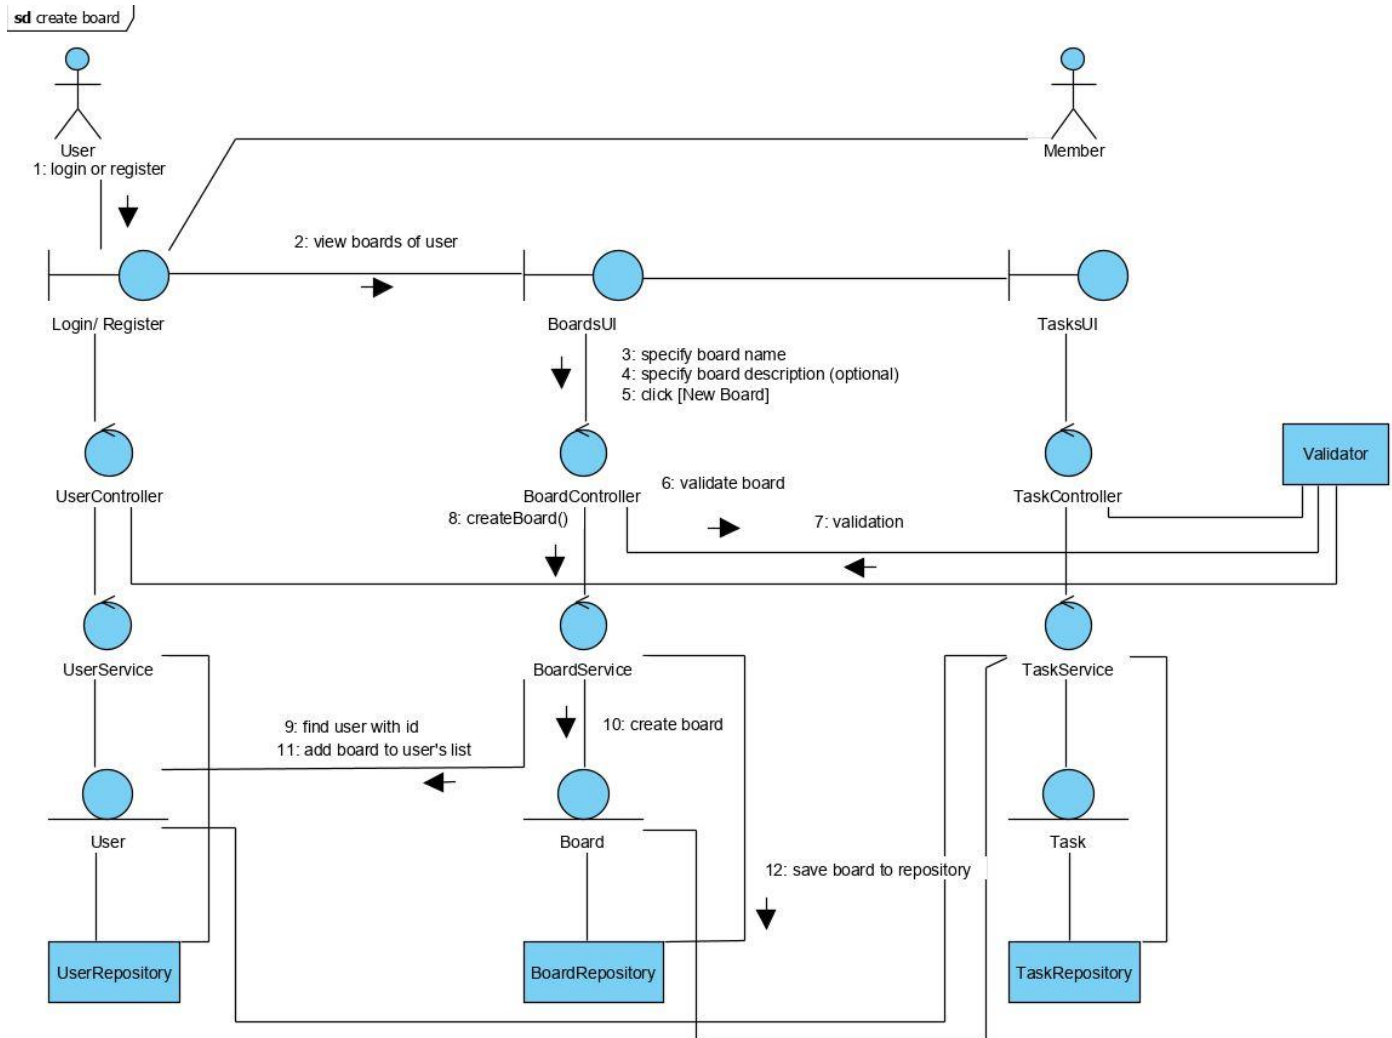 sd create board
User
1: login or register
Member
2: view boards of user
Login/ Register
BoardsUI
TasksUI
3: specify board name
4: specify board description (optional)
5: click [New Board]
Validator
UserController
BoardController
6: validate board
TaskController
8: createBoard()
7: validation
UserService
BoardService
TaskService
9: find user with id
10: create board
11: add board to user's list
User
Board
Task
12: save board to repository
UserRepository
BoardRepository
TaskRepository